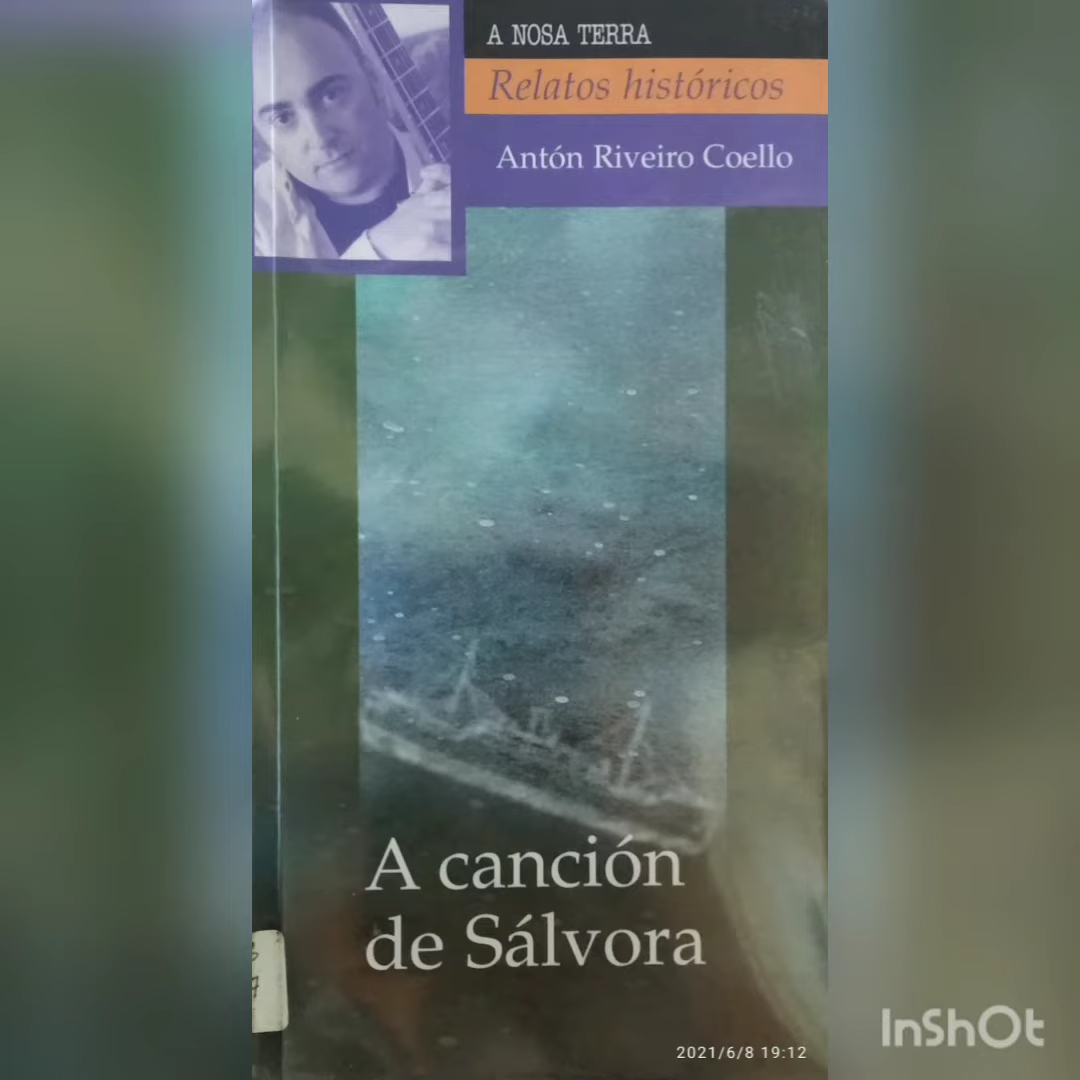 A NOSA TERRA
Relatos históricos
Antón Riveiro Coello
A canción
de Sálvora
2021/6/8 19:12
InShOt